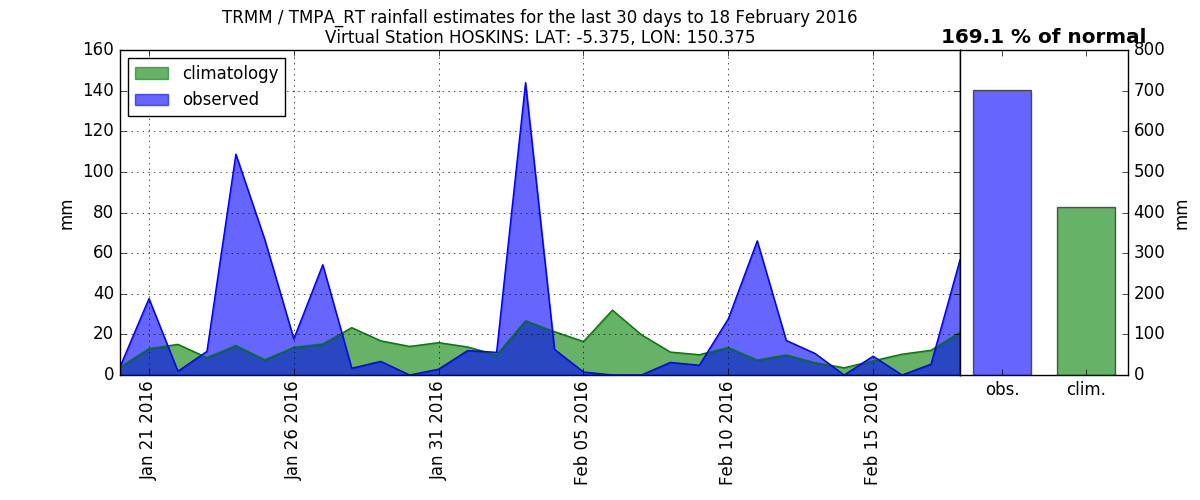 TRMM / TMPA_RT rainfall estimates for the last 30 days to 18 February 2016
Virtual Station HOSKINS: LAT: -5.375, LON: 150.375
169.1 % of normal
climatology
observed
160
140
120
100
80
60
40
20
0
mm
Jan 21 2016
Jan 26 2016
Jan 31 2016
Feb 05 2016
Feb 10 2016
Feb 15 2016
obs.
clim.
800
700
600
500
400
300
200
100
0
mm